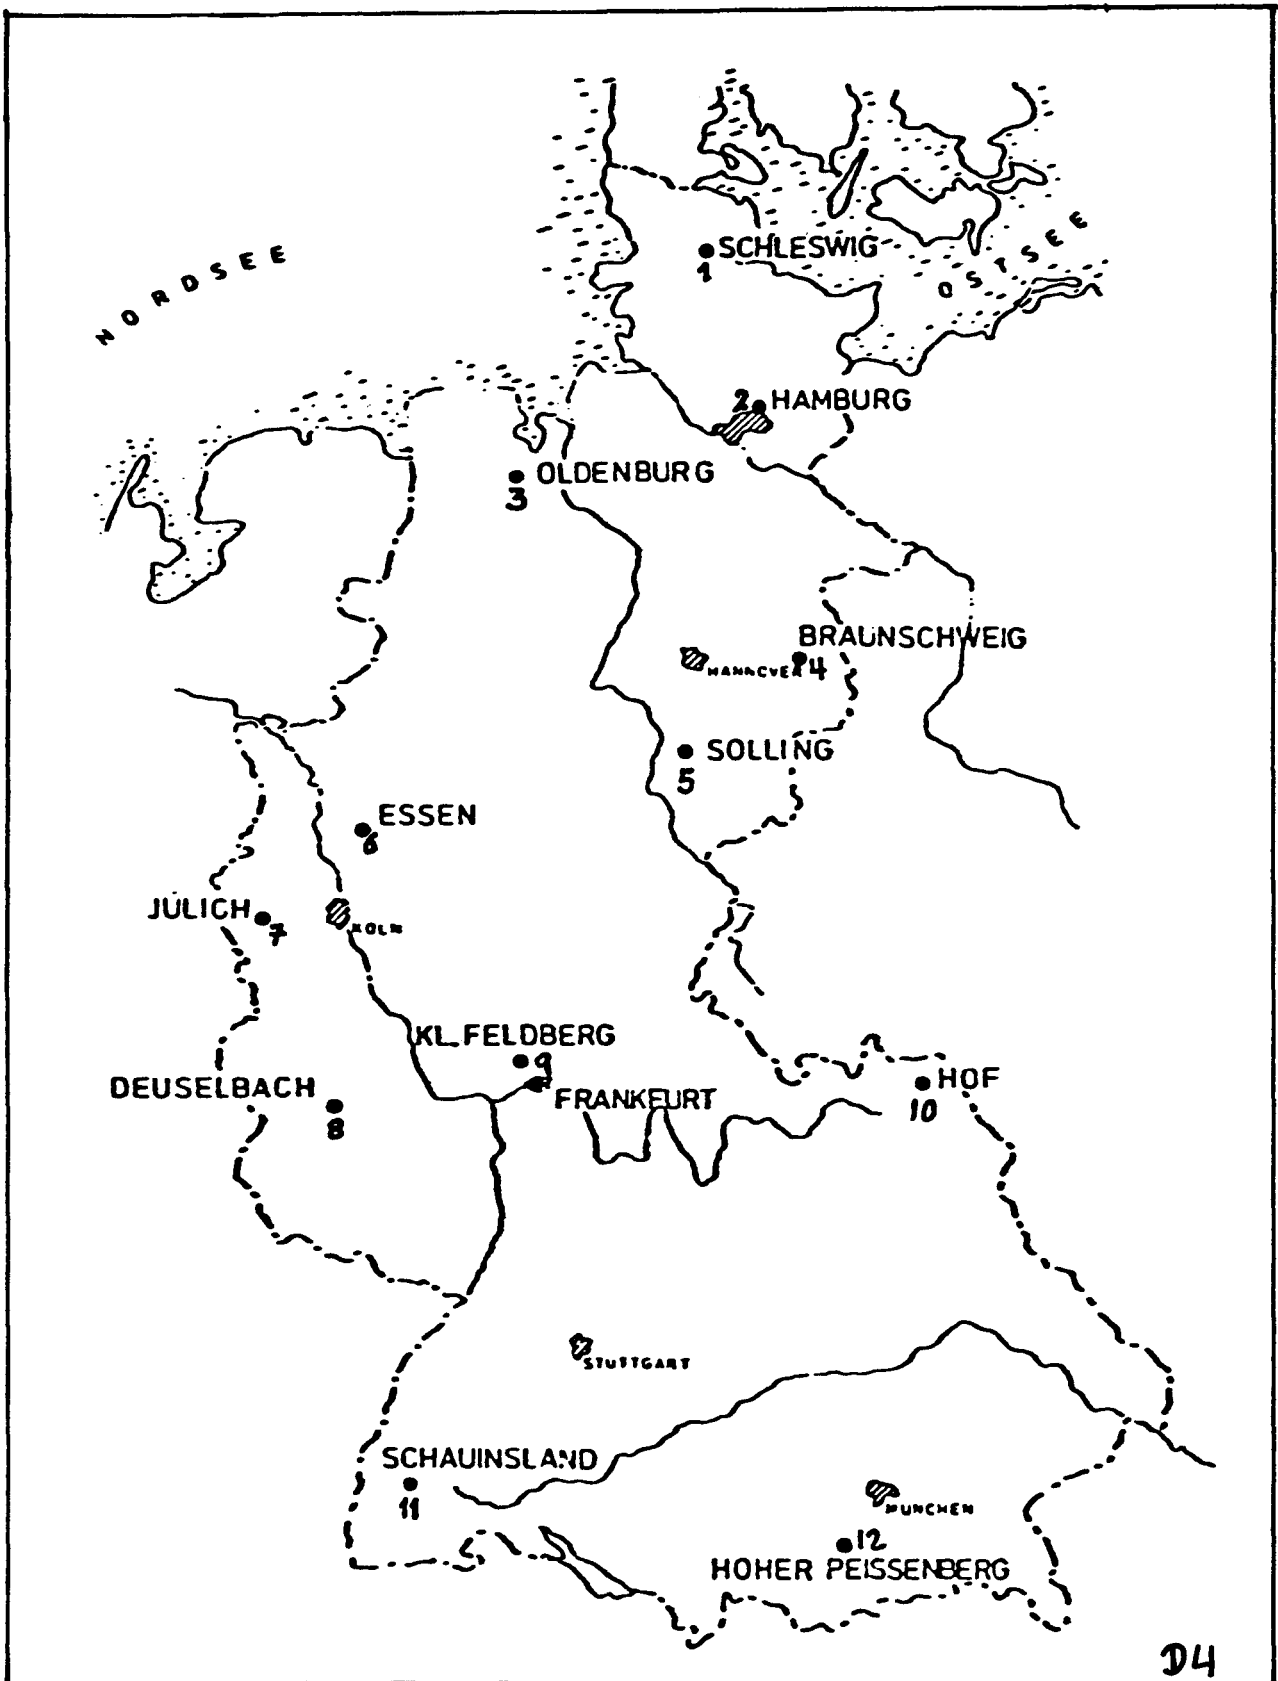 NORDSEE
OSTSEE
SCHLESWIG
1
2 HAMBURG
OLDENBURG
3
BRAUNSCHWEIG
HANNOVER 4
SOLLING
5
ESSEN
6
JÜLICH
7
KÖLN
KL. FELDBERG
9
DEUSELBACH
8
FRANKFURT
HOF
10
STUTTGART
SCHAUINSLAND
11
MUNCHEN
12
HOHER PEISSENBERG
D4